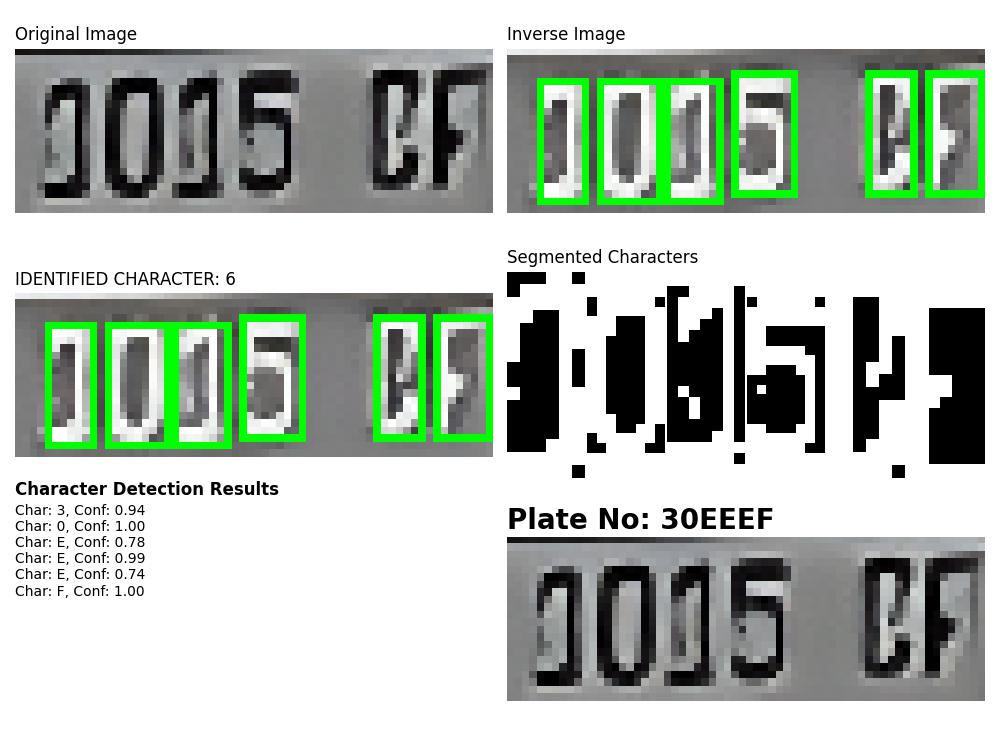 Original Image
Inverse Image
IDENTIFIED CHARACTER: 6
Segmented Characters
Character Detection Results
Char: 3, Conf: 0.94
Char: 0, Conf: 1.00
Char: E, Conf: 0.78
Char: E, Conf: 0.99
Char: E, Conf: 0.74
Char: F, Conf: 1.00
Plate No: 30EEEF